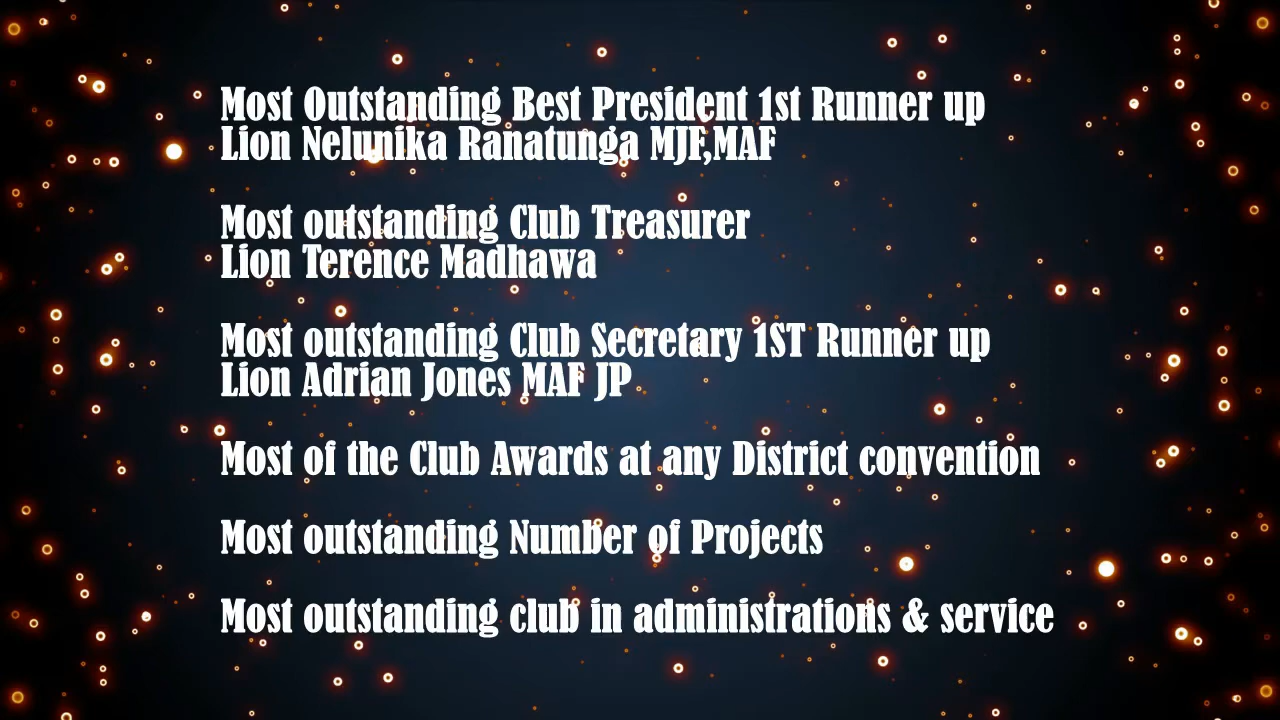 Most Outstanding Best President 1st Runner up
Lion Nelunika Ranatunga MJF,MAF
Most outstanding Club Treasurer
Lion Terence Madhawa
Most outstanding Club Secretary 1ST Runner up
Lion Adrian Jones MAF JP
Most of the Club Awards at any District convention
Most outstanding Number of Projects
Most outstanding club in administrations & service